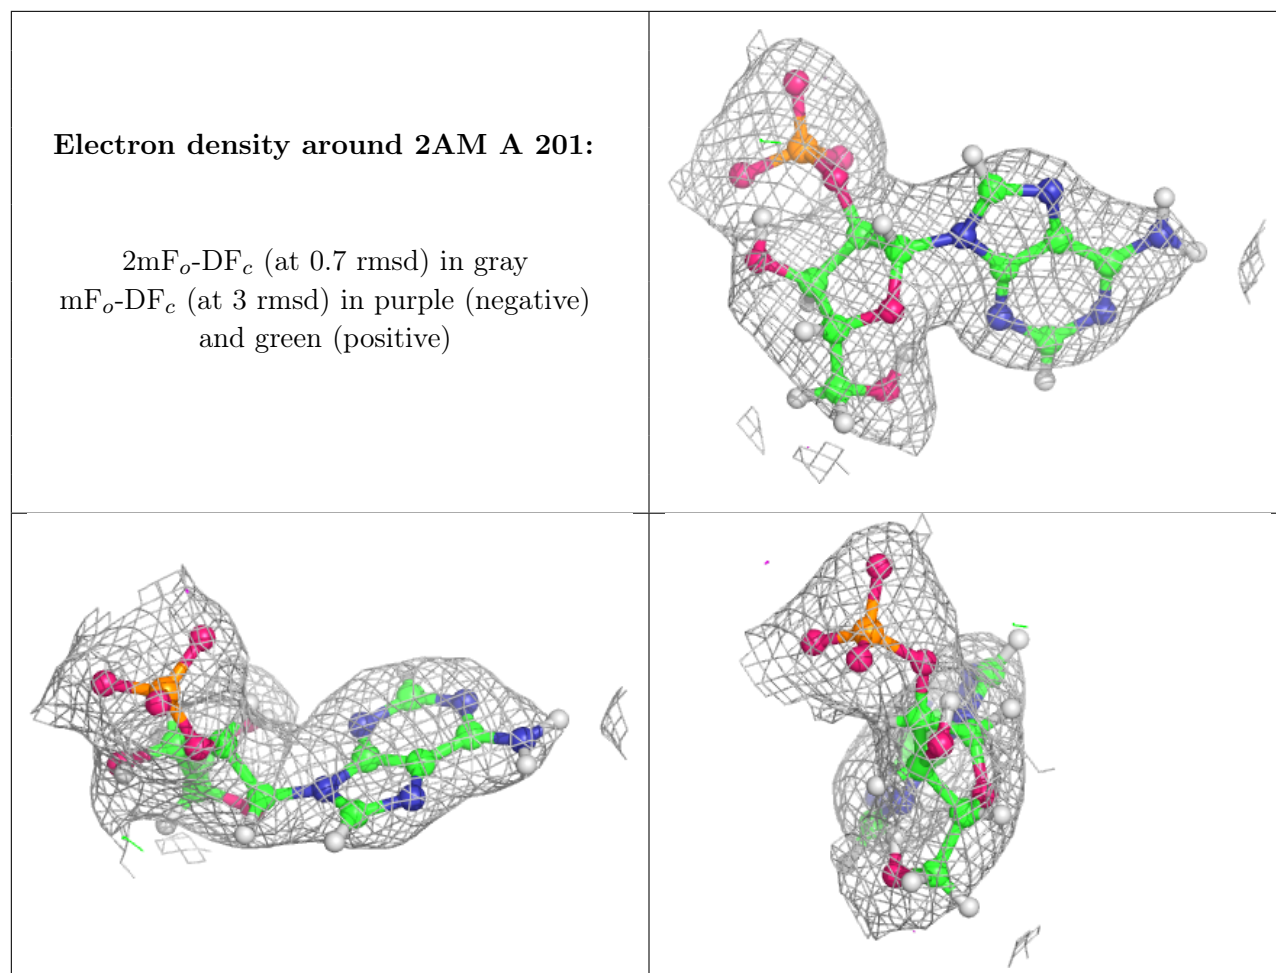 Electron density around 2AM A 201:
2mFo-DFc (at 0.7 rmsd) in gray
mFo-DFc (at 3 rmsd) in purple (negative)
and green (positive)